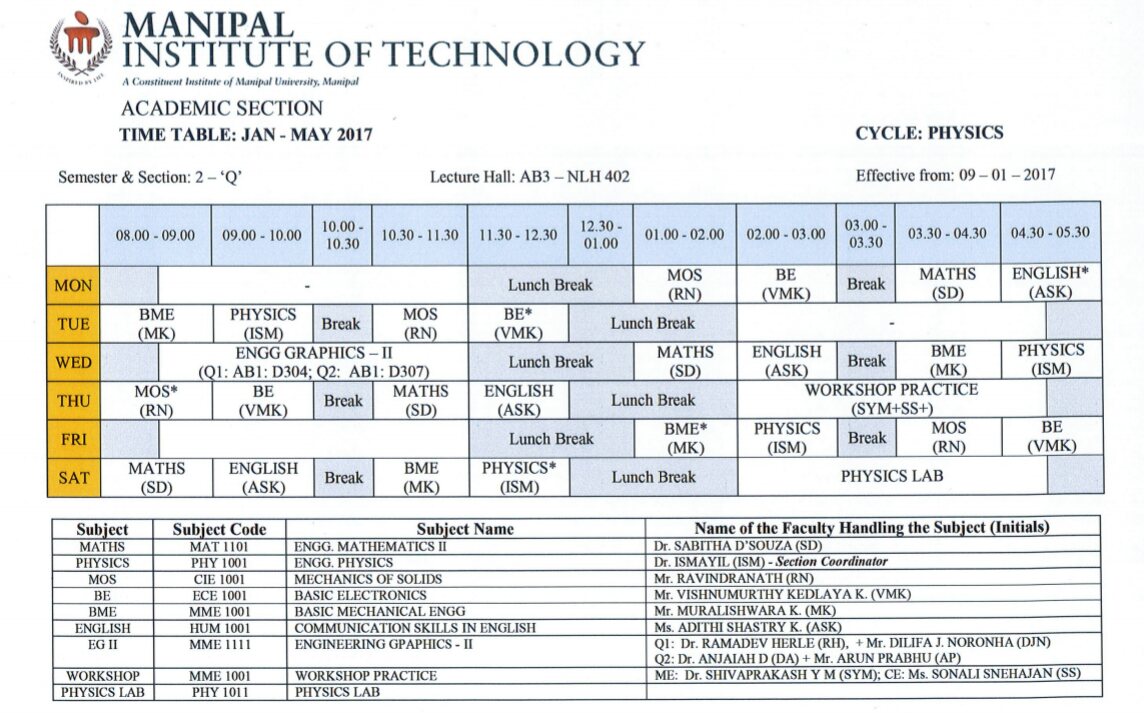 MANIPAL
INSTITUTE OF TECHNOLOGY
INSPIRED BY LIFE
A Constituent Institute of Manipal University, Manipal
ACADEMIC SECTION
TIME TABLE: JAN - MAY 2017 CYCLE: PHYSICS
Semester & Section: 2 – ‘Q’ Lecture Hall: AB3 – NLH 402 Effective from: 09 – 01 – 2017
08.00 - 09.00 09.00 - 10.00 10.00 - 10.30 10.30 - 11.30 11.30 - 12.30 12.30 - 01.00 01.00 - 02.00 02.00 - 03.00 03.00 - 03.30 03.30 - 04.30 04.30 - 05.30
MON - Lunch Break MOS (RN) BE (VMK) Break MATHS (SD) ENGLISH* (ASK)
TUE BME (MK) PHYSICS (ISM) Break MOS (RN) BE* (VMK) Lunch Break -
WED ENGG GRAPHICS – II (Q1: AB1: D304; Q2: AB1: D307) Lunch Break MATHS (SD) ENGLISH (ASK) Break BME (MK) PHYSICS (ISM)
THU MOS* (RN) BE (VMK) Break MATHS (SD) ENGLISH (ASK) Lunch Break WORKSHOP PRACTICE (SYM+SS+)
FRI Lunch Break BME* (MK) PHYSICS (ISM) Break MOS (RN) BE (VMK)
SAT MATHS (SD) ENGLISH (ASK) Break BME (MK) PHYSICS* (ISM) Lunch Break PHYSICS LAB
Subject Subject Code Subject Name Name of the Faculty Handling the Subject (Initials)
MATHS MAT 1101 ENGG. MATHEMATICS II Dr. SABITHA D’SOUZA (SD)
PHYSICS PHY 1001 ENGG. PHYSICS Dr. ISMAYIL (ISM) - Section Coordinator
MOS CIE 1001 MECHANICS OF SOLIDS Mr. RAVINDRANATH (RN)
BE ECE 1001 BASIC ELECTRONICS Mr. VISHNUMURTHY KEDLAYA K. (VMK)
BME MME 1001 BASIC MECHANICAL ENGG Mr. MURALISHWARA K. (MK)
ENGLISH HUM 1001 COMMUNICATION SKILLS IN ENGLISH Ms. ADITHI SHASTRY K. (ASK)
EG II MME 1111 ENGINEERING GPAPHICS - II Q1: Dr. RAMADEV HERLE (RH), + Mr. DILIFA J. NORONHA (DJN)
Q2: Dr. ANJAIAH D (DA) + Mr. ARUN PRABHU (AP)
WORKSHOP MME 1001 WORKSHOP PRACTICE ME: Dr. SHIVAPRAKASH Y M (SYM); CE: Ms. SONALI SNEHAJAN (SS)
PHYSICS LAB PHY 1011 PHYSICS LAB